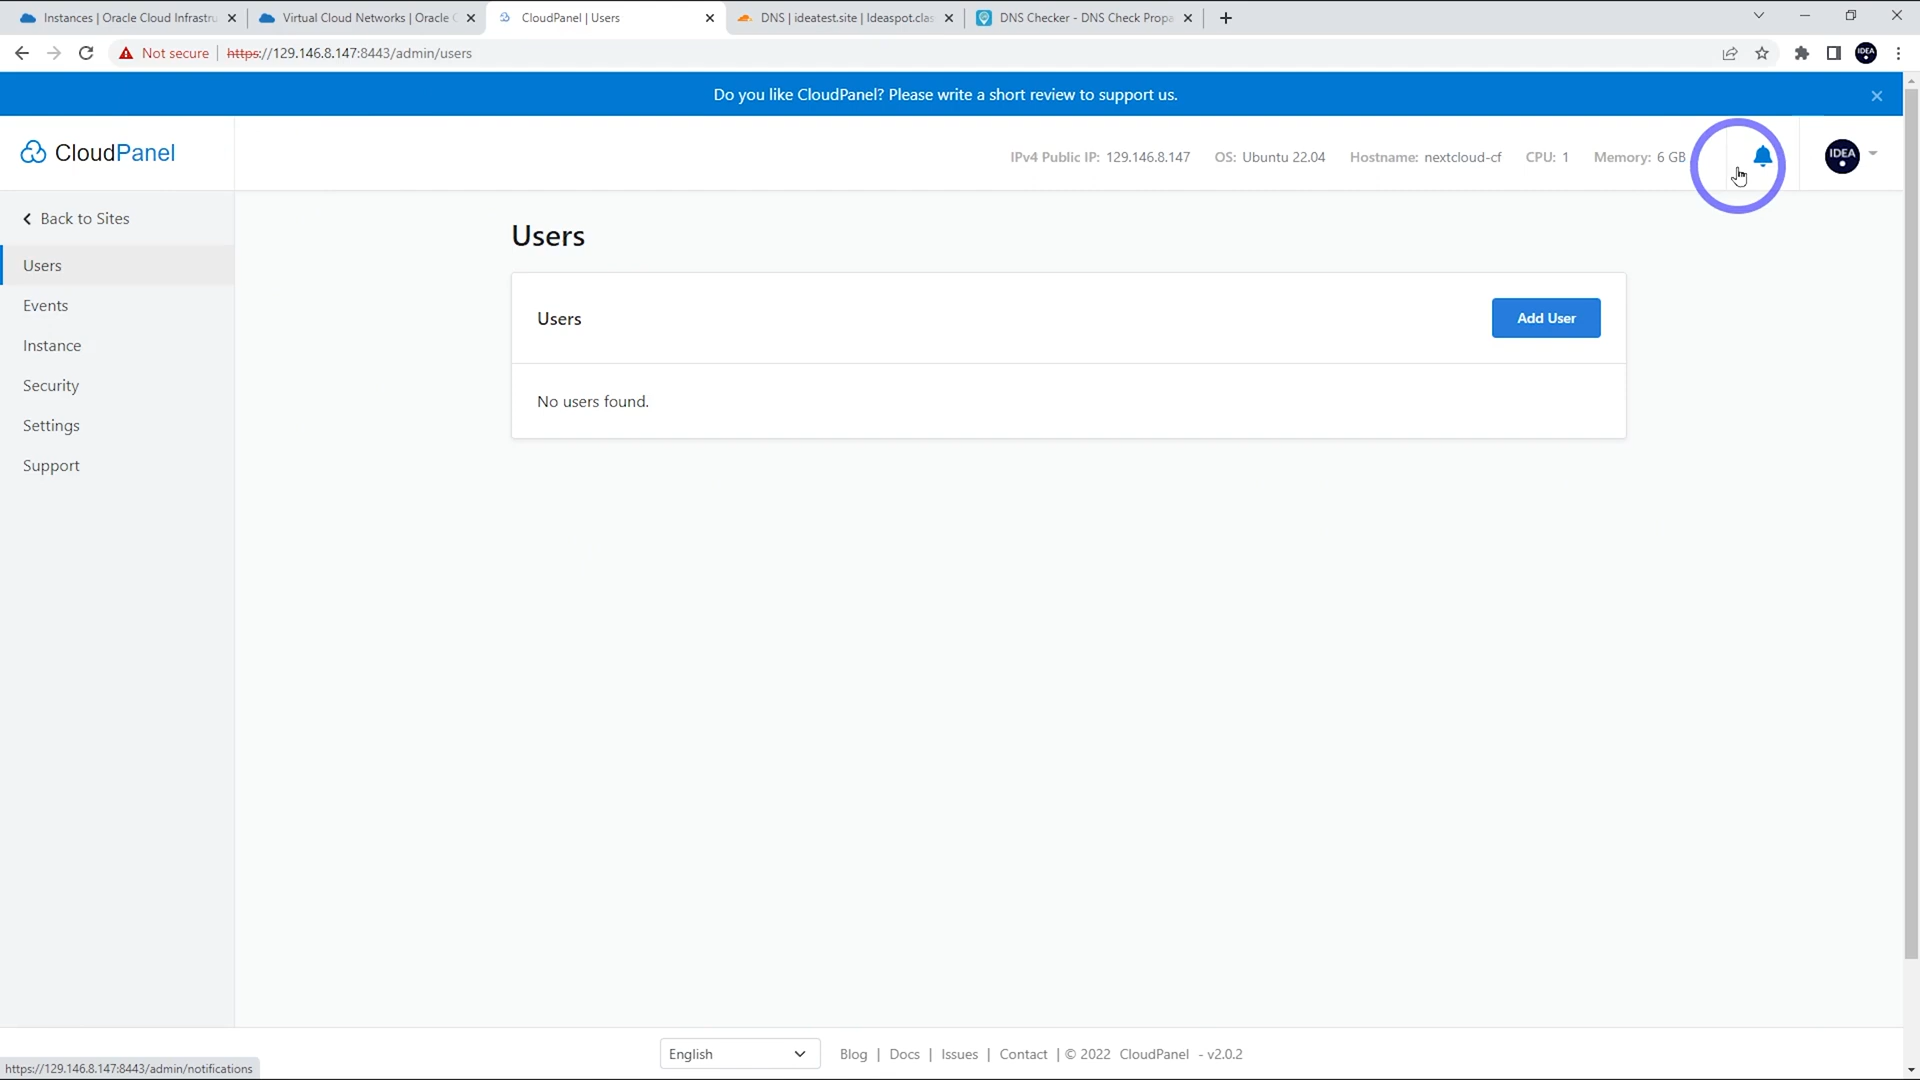 Instances | Oracle Cloud Infrastru
Virtual Cloud Networks | Oracle C
CloudPanel | Users
DNS | ideatest.site | Ideaspot.clas
DNS Checker - DNS Check Propa
Not secure
https://129.146.8.147:8443/admin/users
IDEA
Do you like CloudPanel? Please write a short review to support us.
CloudPanel
IPv4 Public IP: 129.146.8.147
OS: Ubuntu 22.04
Hostname: nextcloud-cf
CPU: 1
Memory: 6 GB
IDEA
Back to Sites
Users
Events
Instance
Security
Settings
Support
Users
Users
Add User
No users found.
English
Blog | Docs | Issues | Contact | © 2022 CloudPanel - v2.0.2
https://129.146.8.147:8443/admin/notifications